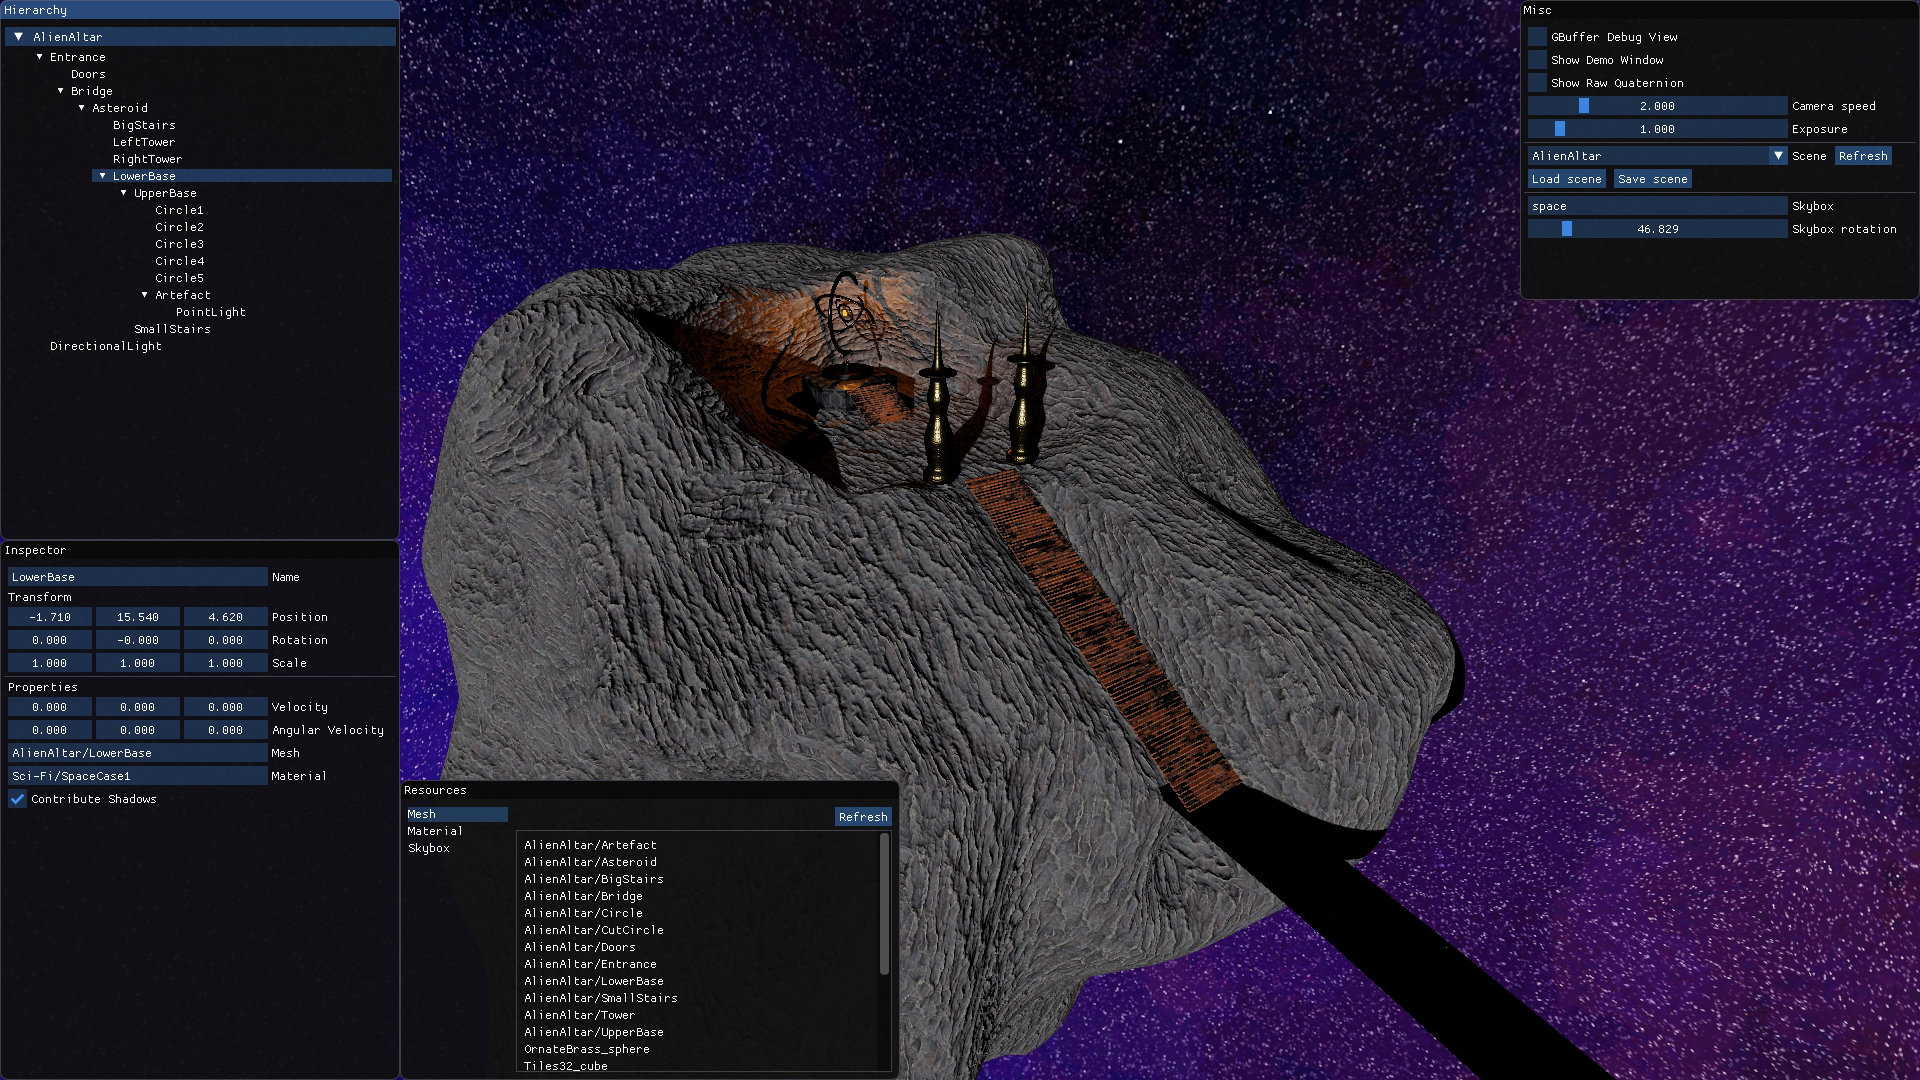 Hierarchy
AlienAltar
Entrance
Doors
Bridge
Asteroid
BigStairs
LeftTower
RightTower
LowerBase
UpperBase
Circle1
Circle2
Circle3
Circle4
Circle5
Artefact
PointLight
SmallStairs
DirectionalLight
Inspector
LowerBase Name
Transform
-1.710 15.540 4.620 Position
0.000 -0.000 0.000 Rotation
1.000 1.000 1.000 Scale
Properties
0.000 0.000 0.000 Velocity
0.000 0.000 0.000 Angular Velocity
AlienAltar/LowerBase Mesh
Sci-Fi/SpaceCase1 Material
Contribute Shadows
Resources
Mesh
Material
Skybox
Refresh
AlienAltar/Artefact
AlienAltar/Asteroid
AlienAltar/BigStairs
AlienAltar/Bridge
AlienAltar/Circle
AlienAltar/CutCircle
AlienAltar/Doors
AlienAltar/Entrance
AlienAltar/LowerBase
AlienAltar/SmallStairs
AlienAltar/Tower
AlienAltar/UpperBase
OrnateBrass_sphere
Tiles32_cube
Misc
GBuffer Debug View
Show Demo Window
Show Raw Quaternion
2.000 Camera speed
1.000 Exposure
AlienAltar Scene Refresh
Load scene Save scene
space Skybox
46.829 Skybox rotation